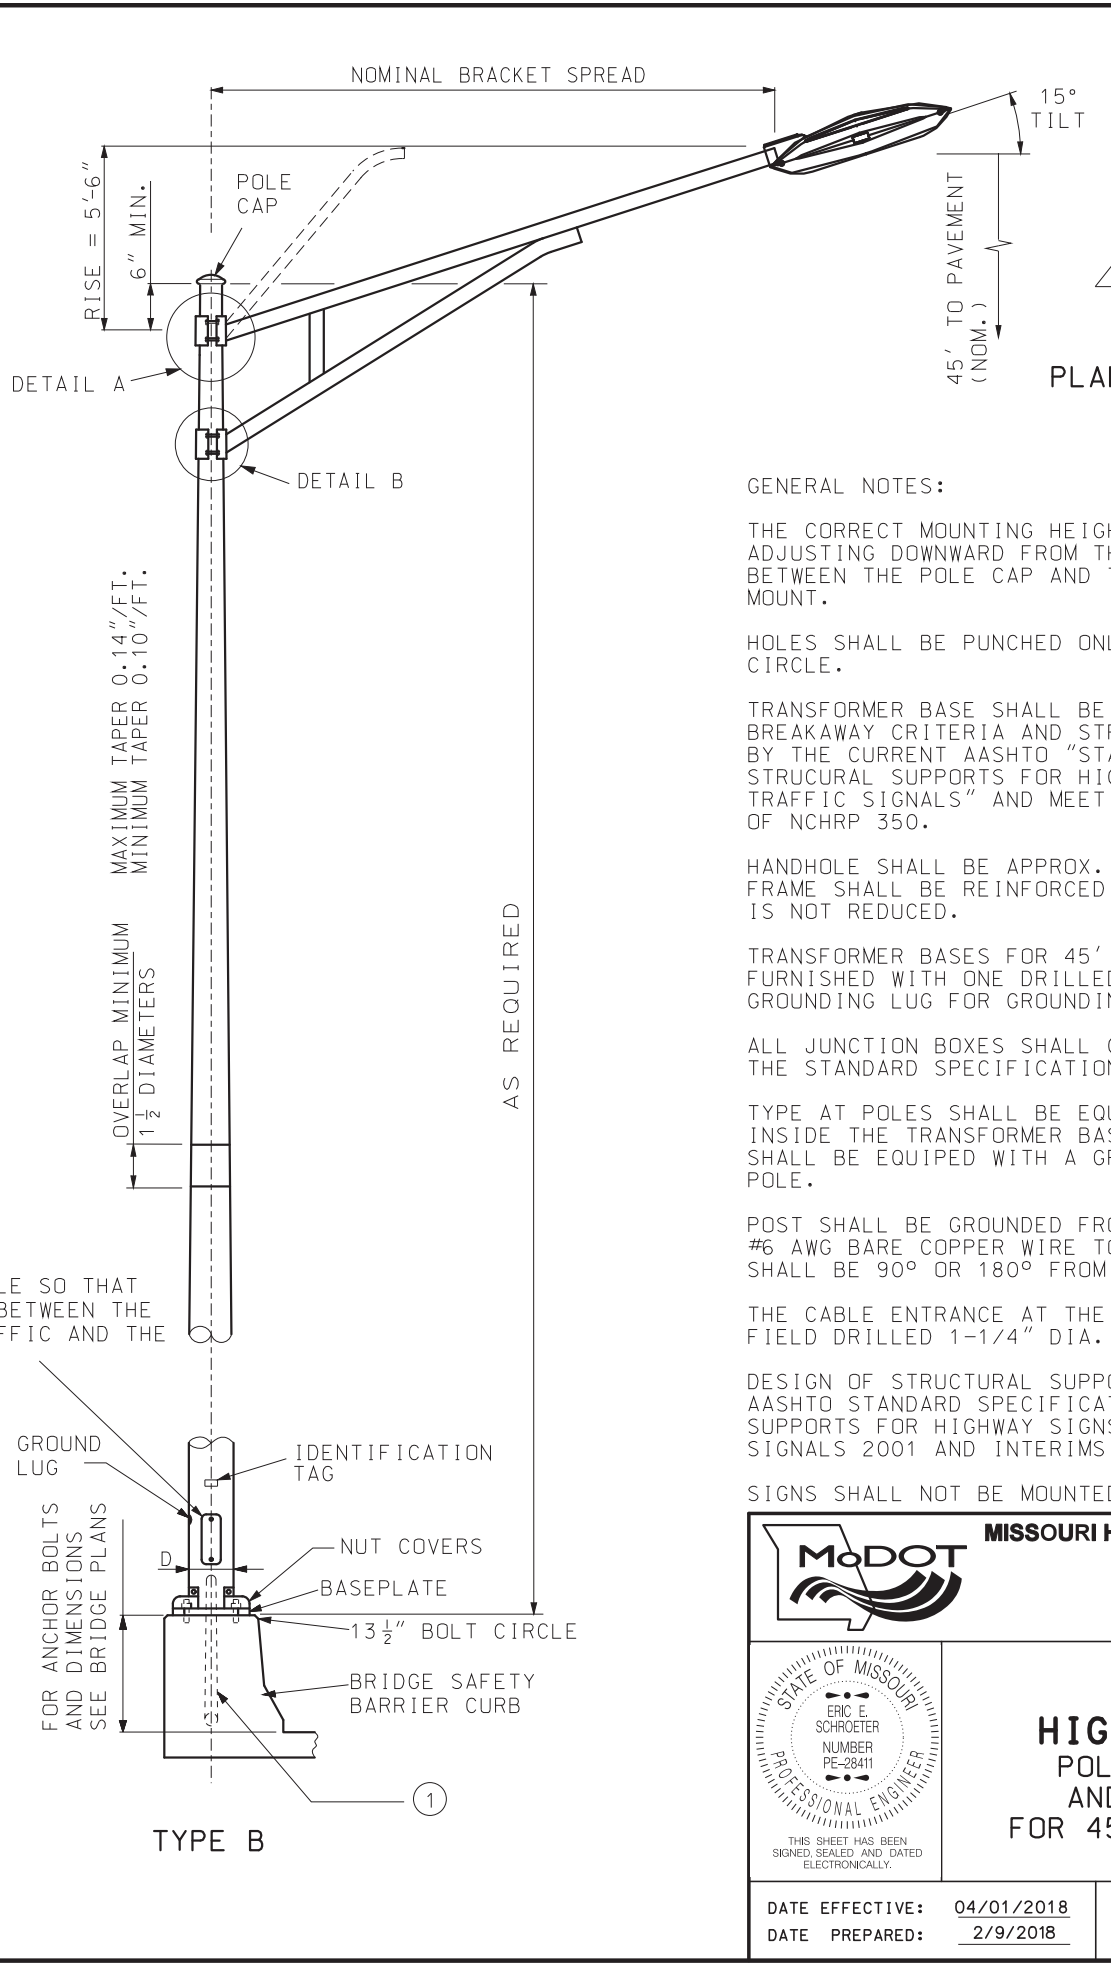 NOMINAL BRACKET SPREAD
15°
TILT
RISE = 5'-6"
6" MIN.
POLE
CAP
45' TO PAVEMENT
(NOM.)
DETAIL A
DETAIL B
MAXIMUM TAPER 0.14"/FT.
MINIMUM TAPER 0.10"/FT.
OVERLAP MINIMUM
1 1/2 DIAMETERS
AS REQUIRED
LE SO THAT
BETWEEN THE
FFIC AND THE
GROUND
LUG
IDENTIFICATION
TAG
FOR ANCHOR BOLTS
AND DIMENSIONS
SEE BRIDGE PLANS
D
NUT COVERS
BASEPLATE
13 1/2" BOLT CIRCLE
BRIDGE SAFETY
BARRIER CURB
1
TYPE B
PLA
GENERAL NOTES:
THE CORRECT MOUNTING HEIGH
ADJUSTING DOWNWARD FROM TH
BETWEEN THE POLE CAP AND T
MOUNT.
HOLES SHALL BE PUNCHED ONL
CIRCLE.
TRANSFORMER BASE SHALL BE
BREAKAWAY CRITERIA AND STR
BY THE CURRENT AASHTO "STA
STRUCURAL SUPPORTS FOR HIG
TRAFFIC SIGNALS" AND MEET
OF NCHRP 350.
HANDHOLE SHALL BE APPROX.
FRAME SHALL BE REINFORCED
IS NOT REDUCED.
TRANSFORMER BASES FOR 45'
FURNISHED WITH ONE DRILLED
GROUNDING LUG FOR GROUNDIN
ALL JUNCTION BOXES SHALL C
THE STANDARD SPECIFICATION
TYPE AT POLES SHALL BE EQU
INSIDE THE TRANSFORMER BAS
SHALL BE EQUIPED WITH A GR
POLE.
POST SHALL BE GROUNDED FRO
#6 AWG BARE COPPER WIRE TO
SHALL BE 90° OR 180° FROM
THE CABLE ENTRANCE AT THE
FIELD DRILLED 1-1/4" DIA.
DESIGN OF STRUCTURAL SUPPO
AASHTO STANDARD SPECIFICAT
SUPPORTS FOR HIGHWAY SIGNS
SIGNALS 2001 AND INTERIMS
SIGNS SHALL NOT BE MOUNTED
MoDOT
MISSOURI H
STATE OF MISSOURI
ERIC E.
SCHROETER
NUMBER
PE-28411
PROFESSIONAL ENGINEER
THIS SHEET HAS BEEN
SIGNED, SEALED AND DATED
ELECTRONICALLY.
HIG
POL
AND
FOR 45
DATE EFFECTIVE: 04/01/2018
DATE PREPARED: 2/9/2018